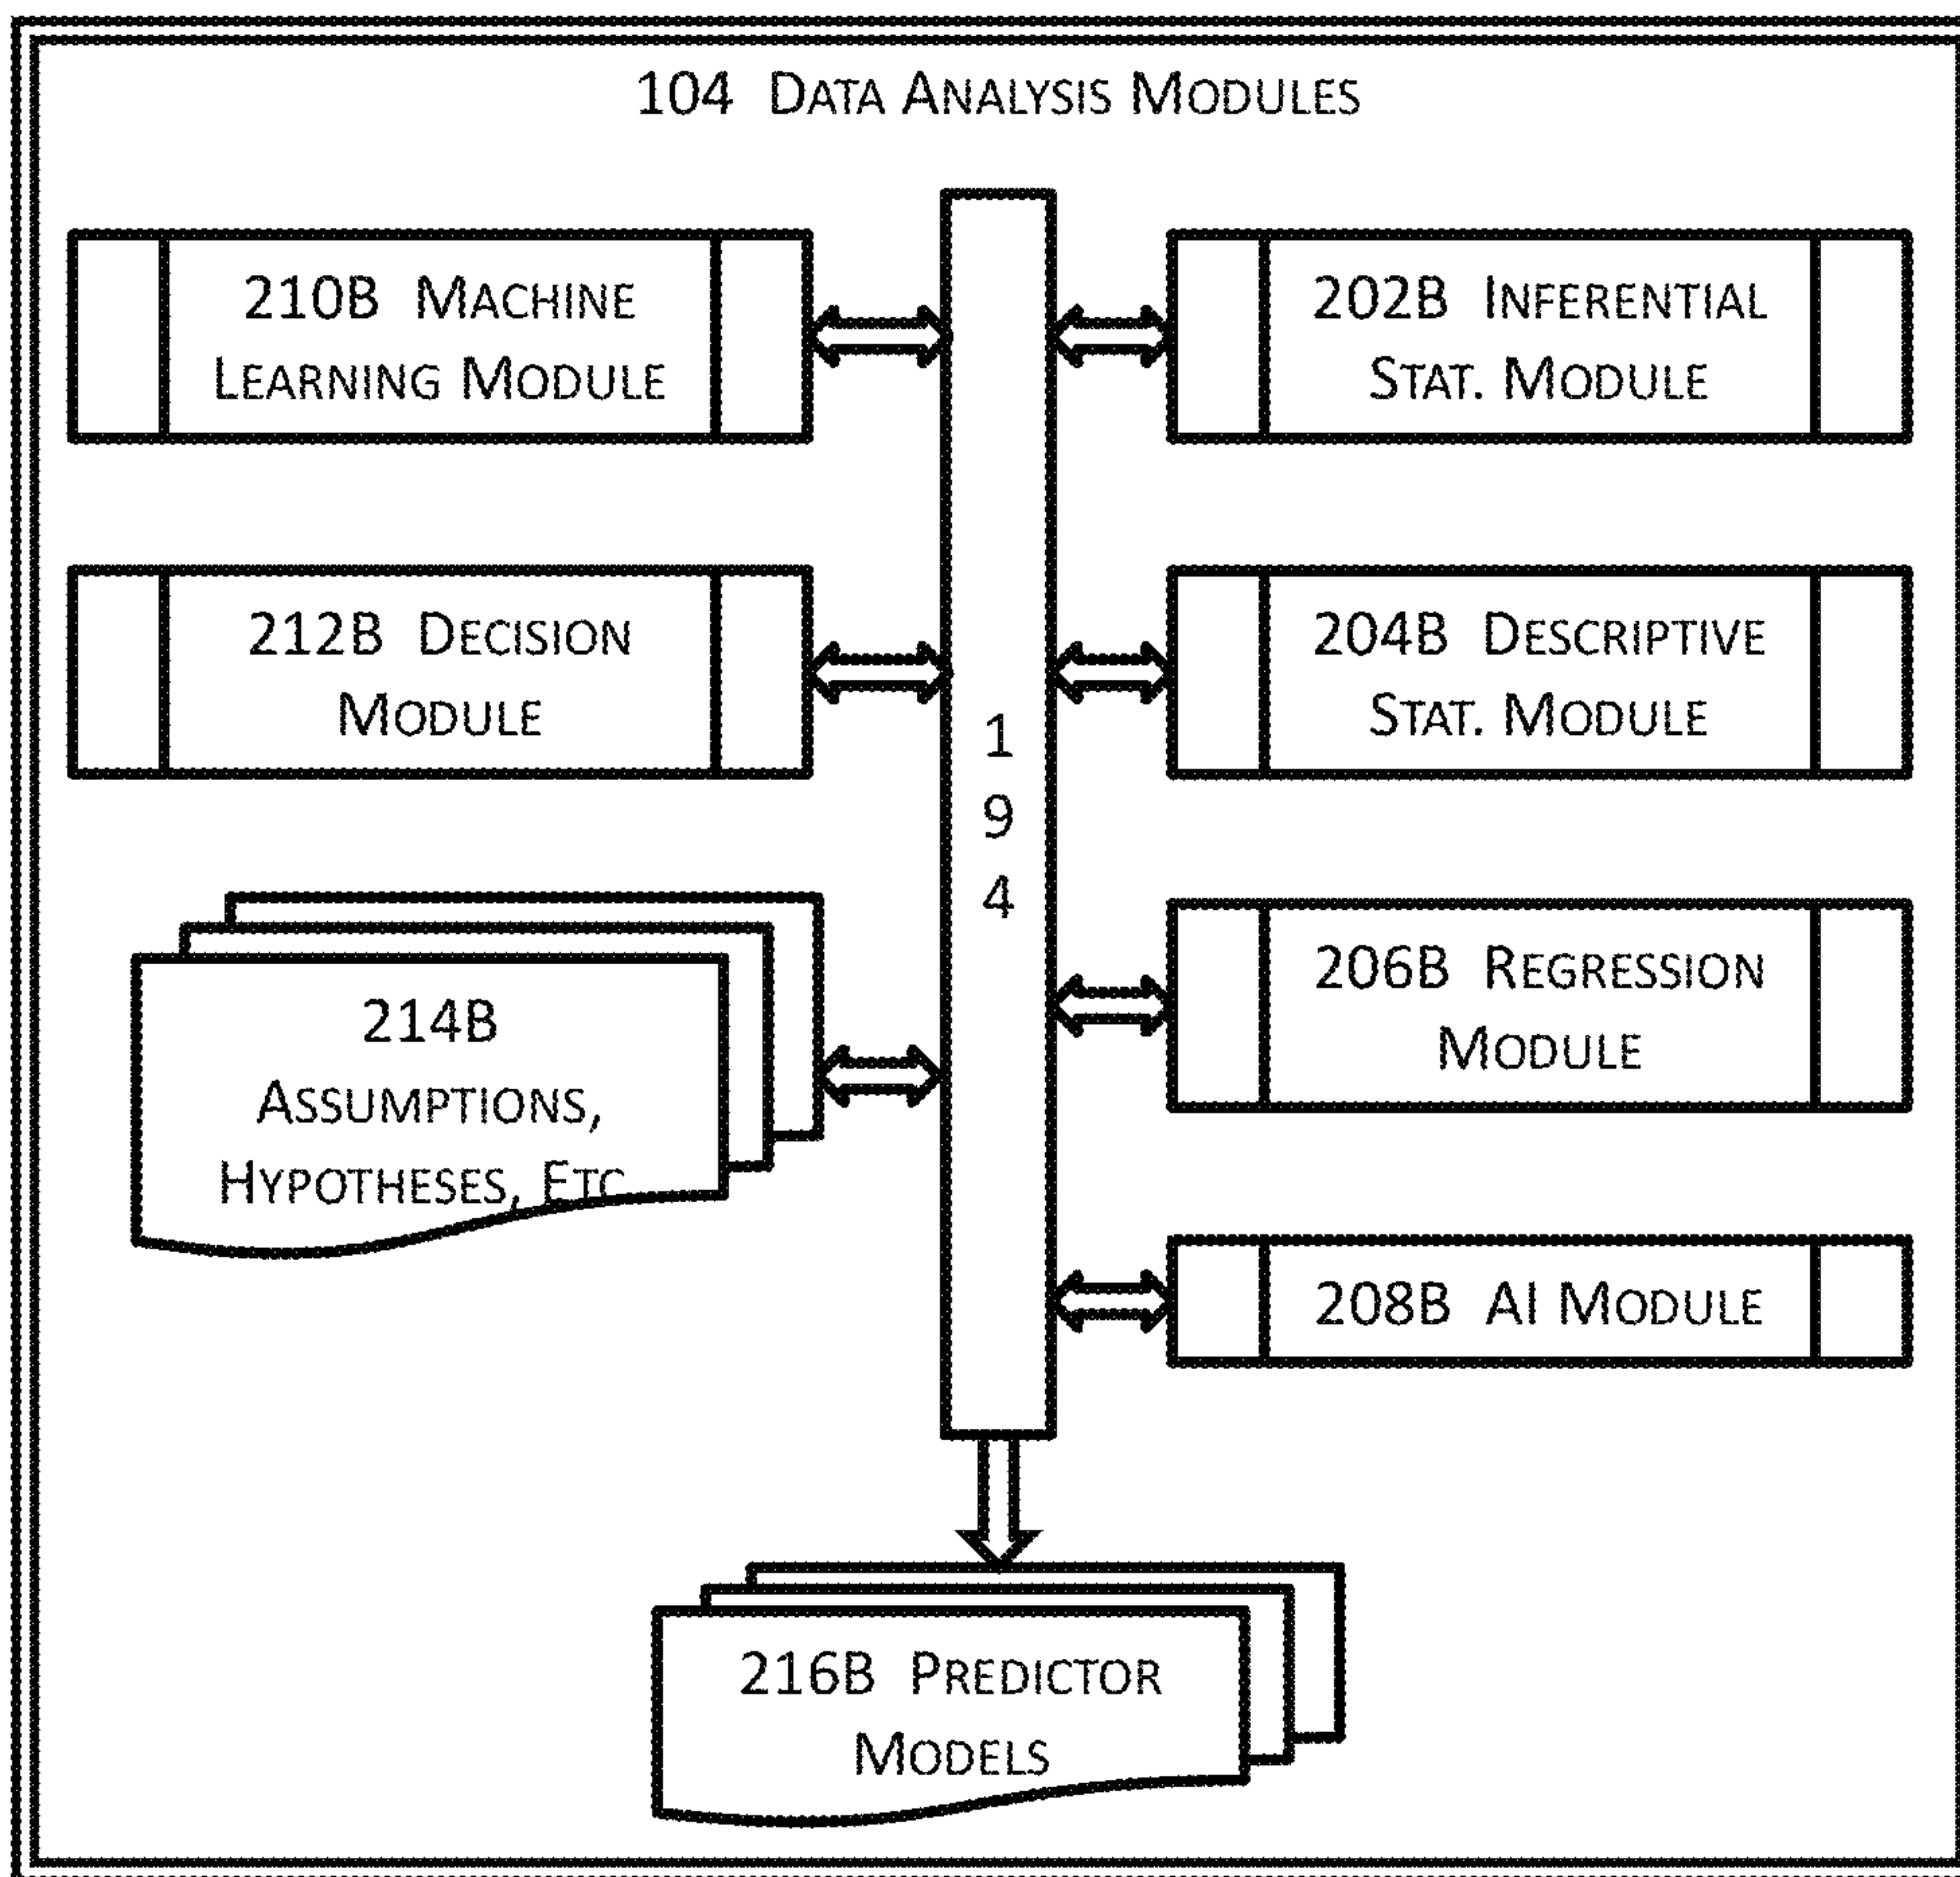 104 DATA ANALYSIS MODULES
210B MACHINE
LEARNING MODULE
202B INFERENTIAL
STAT. MODULE
212B DECISION
MODULE
204B DESCRIPTIVE
STAT. MODULE
1
9
4
214B
ASSUMPTIONS,
HYPOTHESES, ETC
206B REGRESSION
MODULE
208B AI MODULE
216B PREDICTOR
MODELS